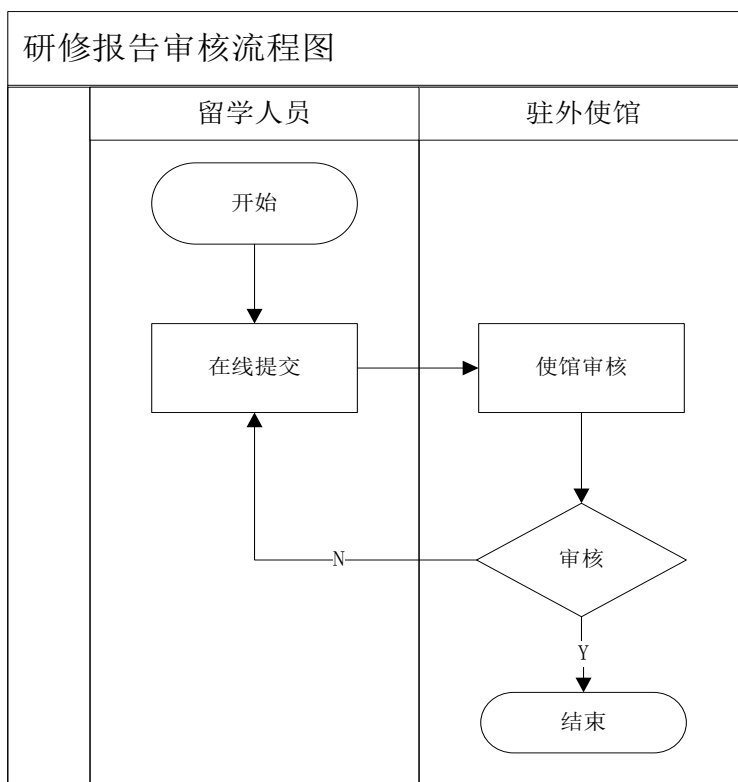 研修报告审核流程图
留学人员
驻外使馆
开始
在线提交
使馆审核
审核
N
Y
结束